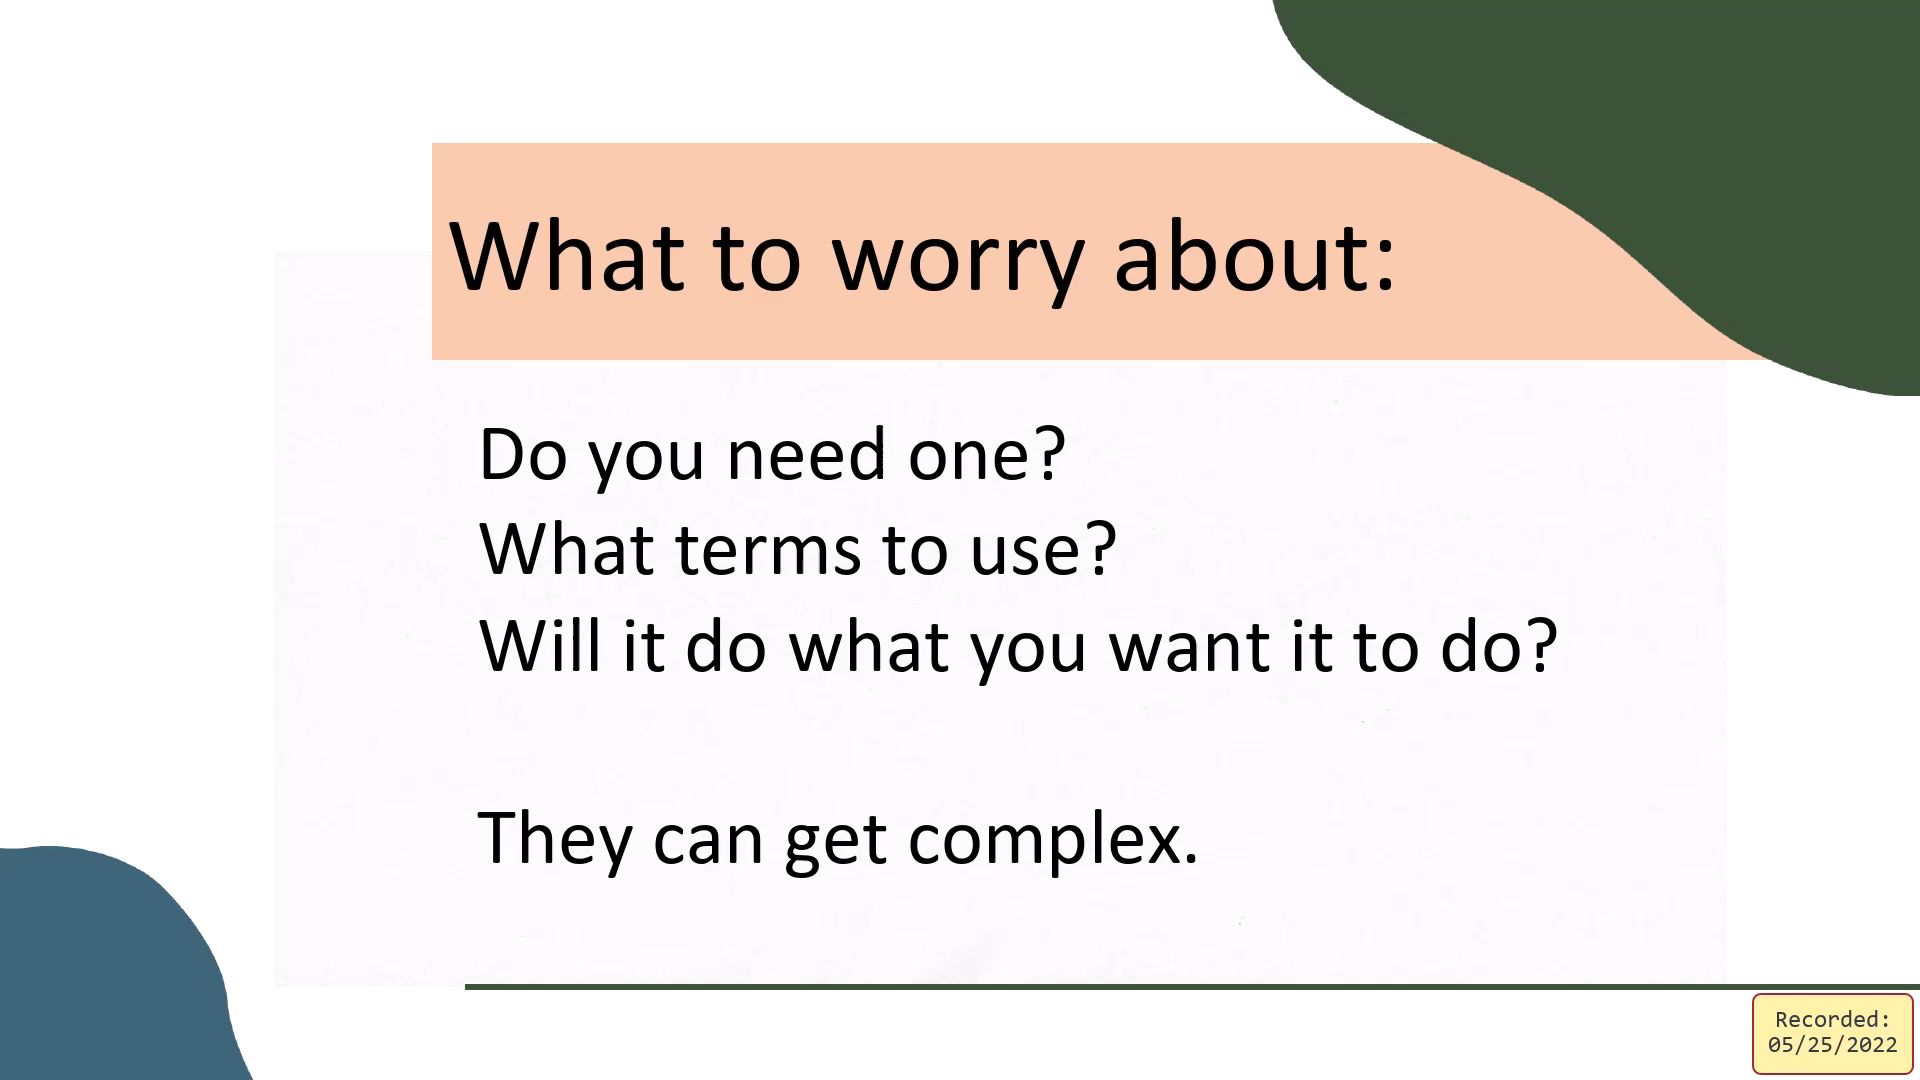 What to worry about:
Do you need one?
What terms to use?
Will it do what you want it to do?
They can get complex.
Recorded:
05/25/2022